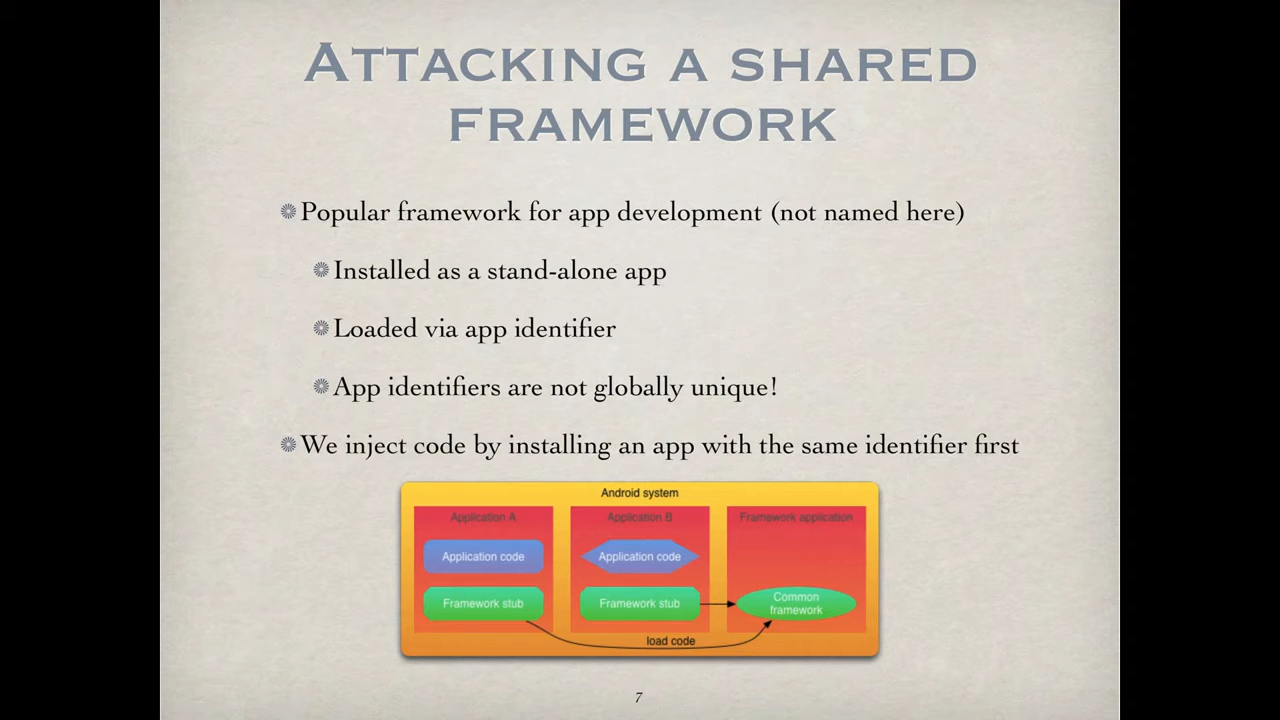 ATTACKING A SHARED
FRAMEWORK
Popular framework for app development (not named here)
Installed as a stand-alone app
Loaded via app identifier
App identifiers are not globally unique!
We inject code by installing an app with the same identifier first
Android system
Application A
Application B
Framework application
Application code
Application code
Framework stub
Framework stub
Common
framework
load code
7